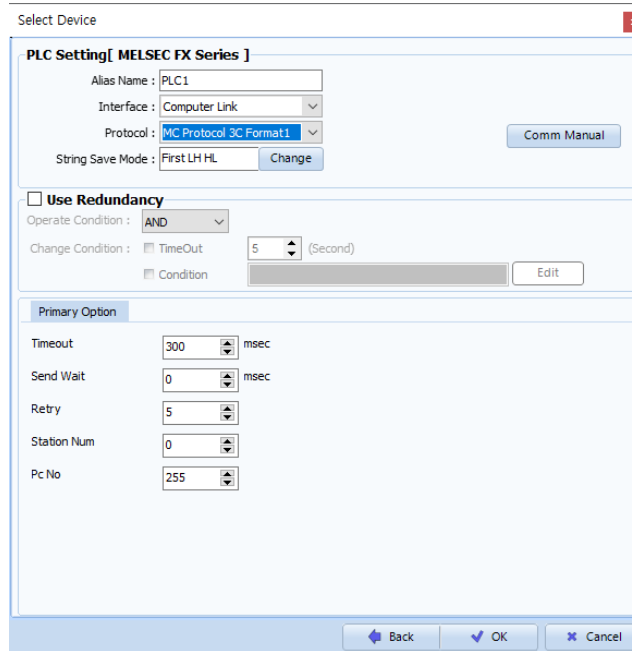 Select Device
PLC Setting[ MELSEC FX Series ]
Alias Name : PLC1
Interface : Computer Link
Protocol : MC Protocol 3C Format1
Comm Manual
String Save Mode : First LH HL Change
Use Redundancy
Operate Condition : AND
Change Condition : TimeOut 5 (Second)
Condition Edit
Primary Option
Timeout 300 msec
Send Wait 0 msec
Retry 5
Station Num 0
Pc No 255
Back OK Cancel